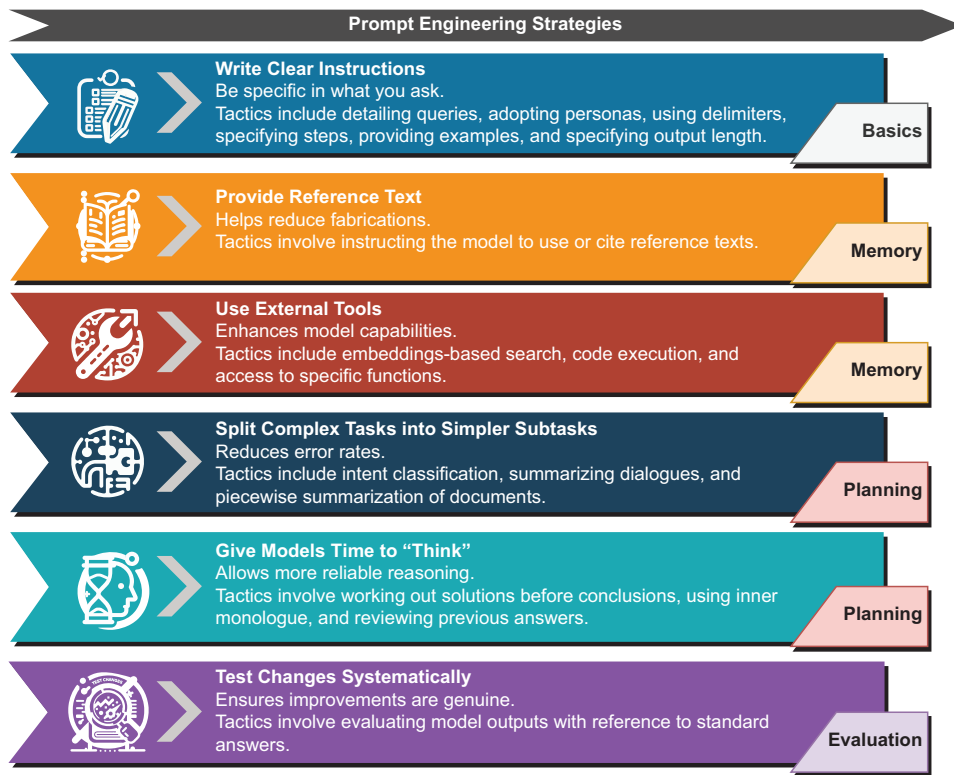 Prompt Engineering Strategies
Write Clear Instructions
Be specific in what you ask.
Tactics include detailing queries, adopting personas, using delimiters,
specifying steps, providing examples, and specifying output length.
Basics
Provide Reference Text
Helps reduce fabrications.
Tactics involve instructing the model to use or cite reference texts.
Memory
Use External Tools
Enhances model capabilities.
Tactics include embeddings-based search, code execution, and
access to specific functions.
Memory
Split Complex Tasks into Simpler Subtasks
Reduces error rates.
Tactics include intent classification, summarizing dialogues, and
piecewise summarization of documents.
Planning
Give Models Time to “Think”
Allows more reliable reasoning.
Tactics involve working out solutions before conclusions, using inner
monologue, and reviewing previous answers.
Planning
TEST CHANGES
Test Changes Systematically
Ensures improvements are genuine.
Tactics involve evaluating model outputs with reference to standard
answers.
Evaluation